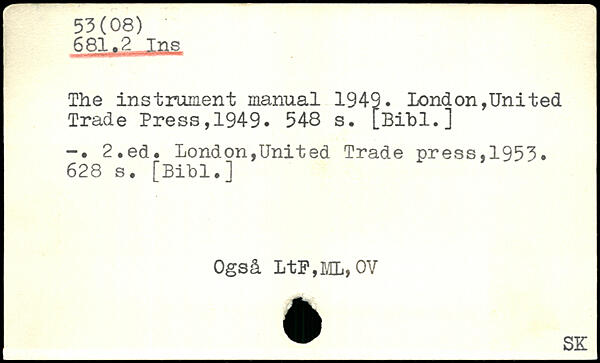 53(08)
681.2 Ins
The instrument manual 1949. London,United
Trade Press,1949. 548 s. [Bibl.]
-. 2.ed. London,United Trade press,1953.
628 s. [Bibl.]
Også LtF,ML,OV
SK